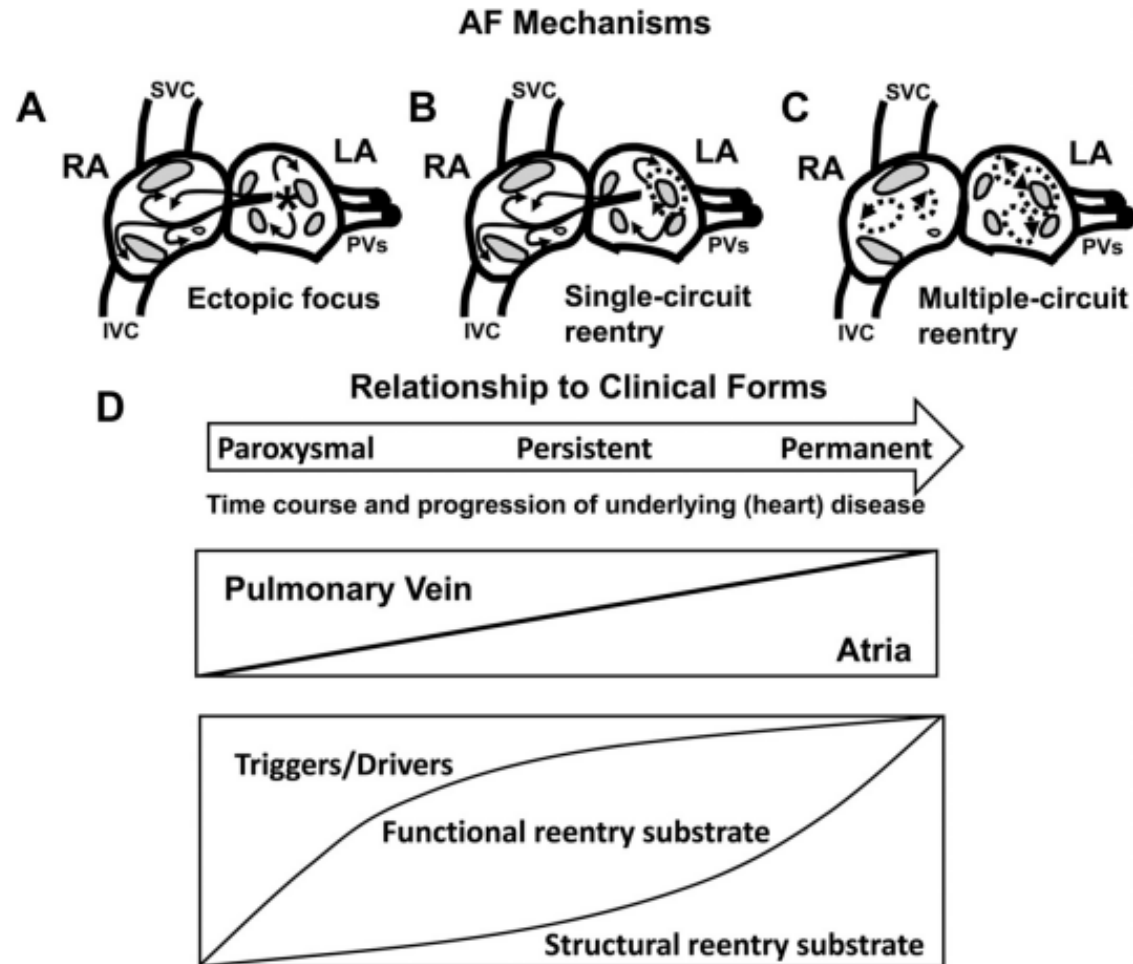 AF Mechanisms
A
SVC
RA
LA
PVs
IVC
Ectopic focus
B
SVC
RA
LA
PVs
IVC
Single-circuit
reentry
C
SVC
RA
LA
PVs
IVC
Multiple-circuit
reentry
D
Relationship to Clinical Forms
Paroxysmal Persistent Permanent
Time course and progression of underlying (heart) disease
Pulmonary Vein
Atria
Triggers/Drivers
Functional reentry substrate
Structural reentry substrate